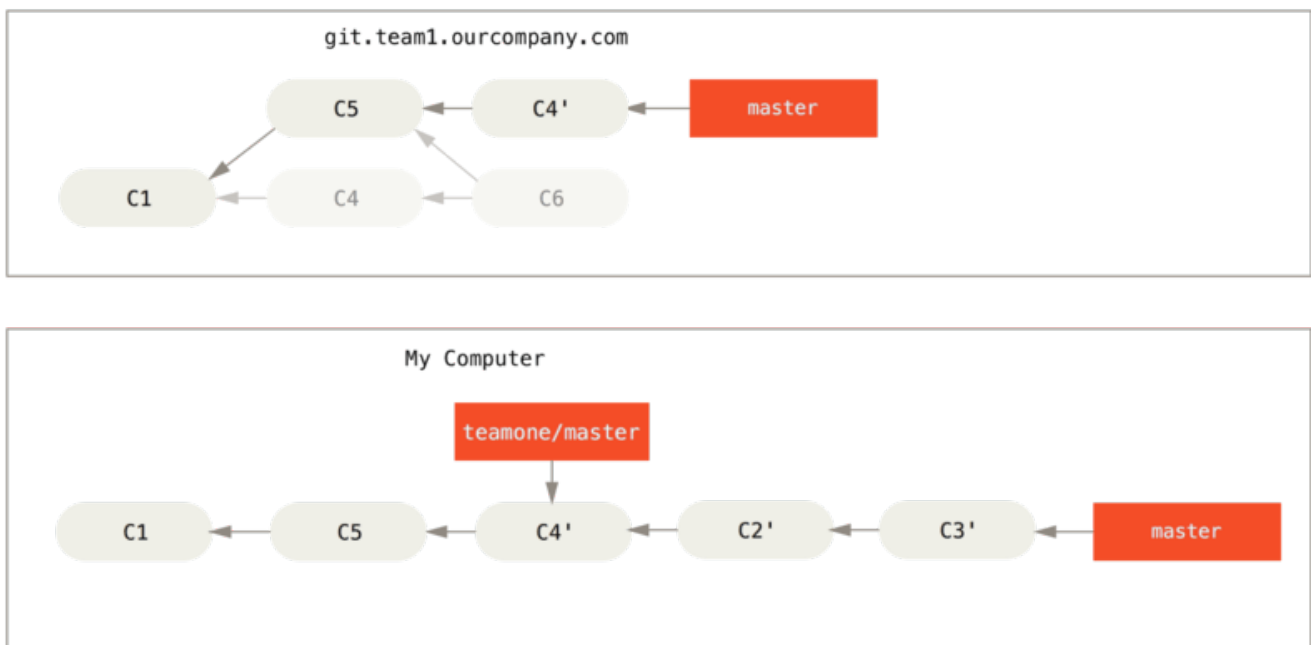 git.team1.ourcompany.com
C5
C4'
master
C1
C4
C6
My Computer
teamone/master
C1
C5
C4'
C2'
C3'
master